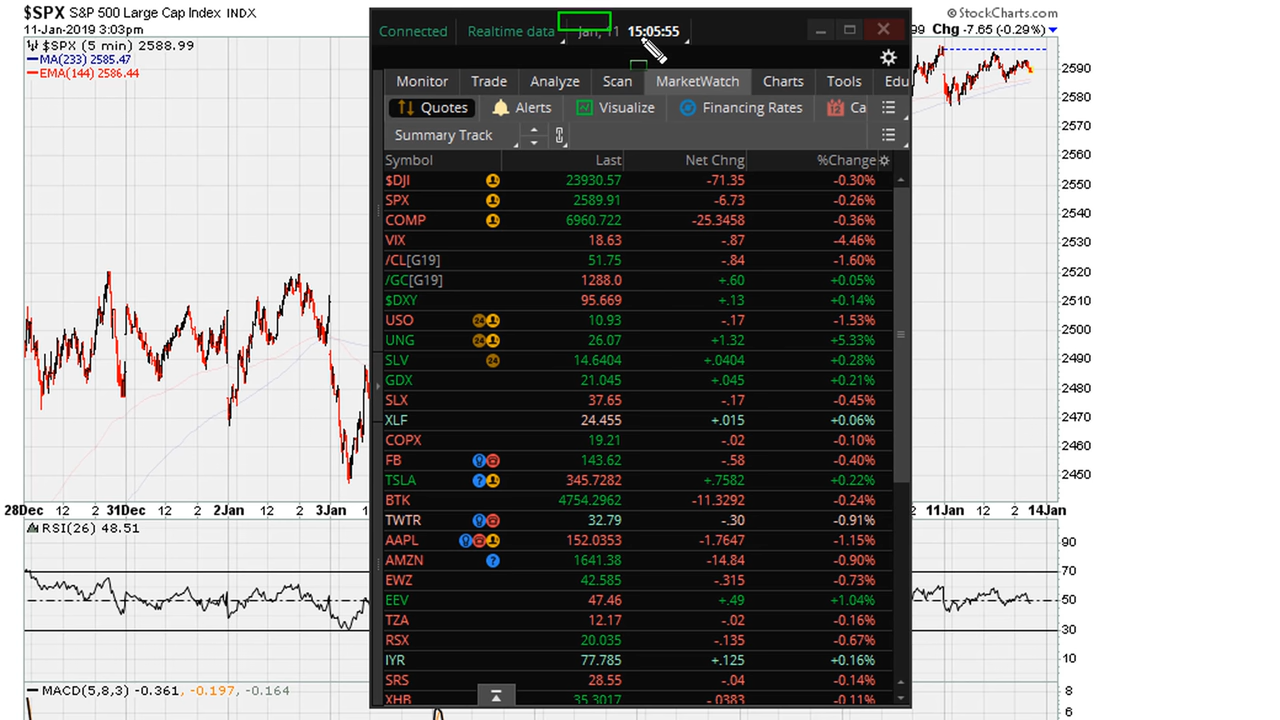 $SPX S&P 500 Large Cap Index INDX
© StockCharts.com
11-Jan-2019 3:03pm
99 Chg -7.65 (-0.29%)
$SPX (5 min) 2588.99
MA(233) 2585.47
EMA(144) 2586.44
Connected Realtime data Jan, 11 15:05:55
Monitor Trade Analyze Scan MarketWatch Charts Tools Edu
Quotes Alerts Visualize Financing Rates 12 Ca
Summary Track
Symbol Last Net Chng %Change
$DJI 23930.57 -71.35 -0.30%
SPX 2589.91 -6.73 -0.26%
COMP 6960.722 -25.3458 -0.36%
VIX 18.63 -.87 -4.46%
/CL[G19] 51.75 -.84 -1.60%
/GC[G19] 1288.0 +.60 +0.05%
$DXY 95.669 +.13 +0.14%
USO 24 10.93 -.17 -1.53%
UNG 24 26.07 +1.32 +5.33%
SLV 24 14.6404 +.0404 +0.28%
GDX 21.045 +.045 +0.21%
SLX 37.65 -.17 -0.45%
XLF 24.455 +.015 +0.06%
COPX 19.21 -.02 -0.10%
FB 143.62 -.58 -0.40%
TSLA ? 345.7282 +.7582 +0.22%
BTK 4754.2962 -11.3292 -0.24%
TWTR 32.79 -.30 -0.91%
AAPL 152.0353 -1.7647 -1.15%
AMZN ? 1641.38 -14.84 -0.90%
EWZ 42.585 -.315 -0.73%
EEV 47.46 +.49 +1.04%
TZA 12.17 -.02 -0.16%
RSX 20.035 -.135 -0.67%
IYR 77.785 +.125 +0.16%
SRS 28.55 -.04 -0.14%
XHB 35.3017 -.0383 -0.11%
2590
2580
2570
2560
2550
2540
2530
2520
2510
2500
2490
2480
2470
2460
2450
28Dec 12 2 31Dec 12 2 2Jan 12 2 3Jan 11Jan 12 2 14Jan
RSI(26) 48.51
90
70
50
30
10
MACD(5,8,3) -0.361, -0.197, -0.164
8
6